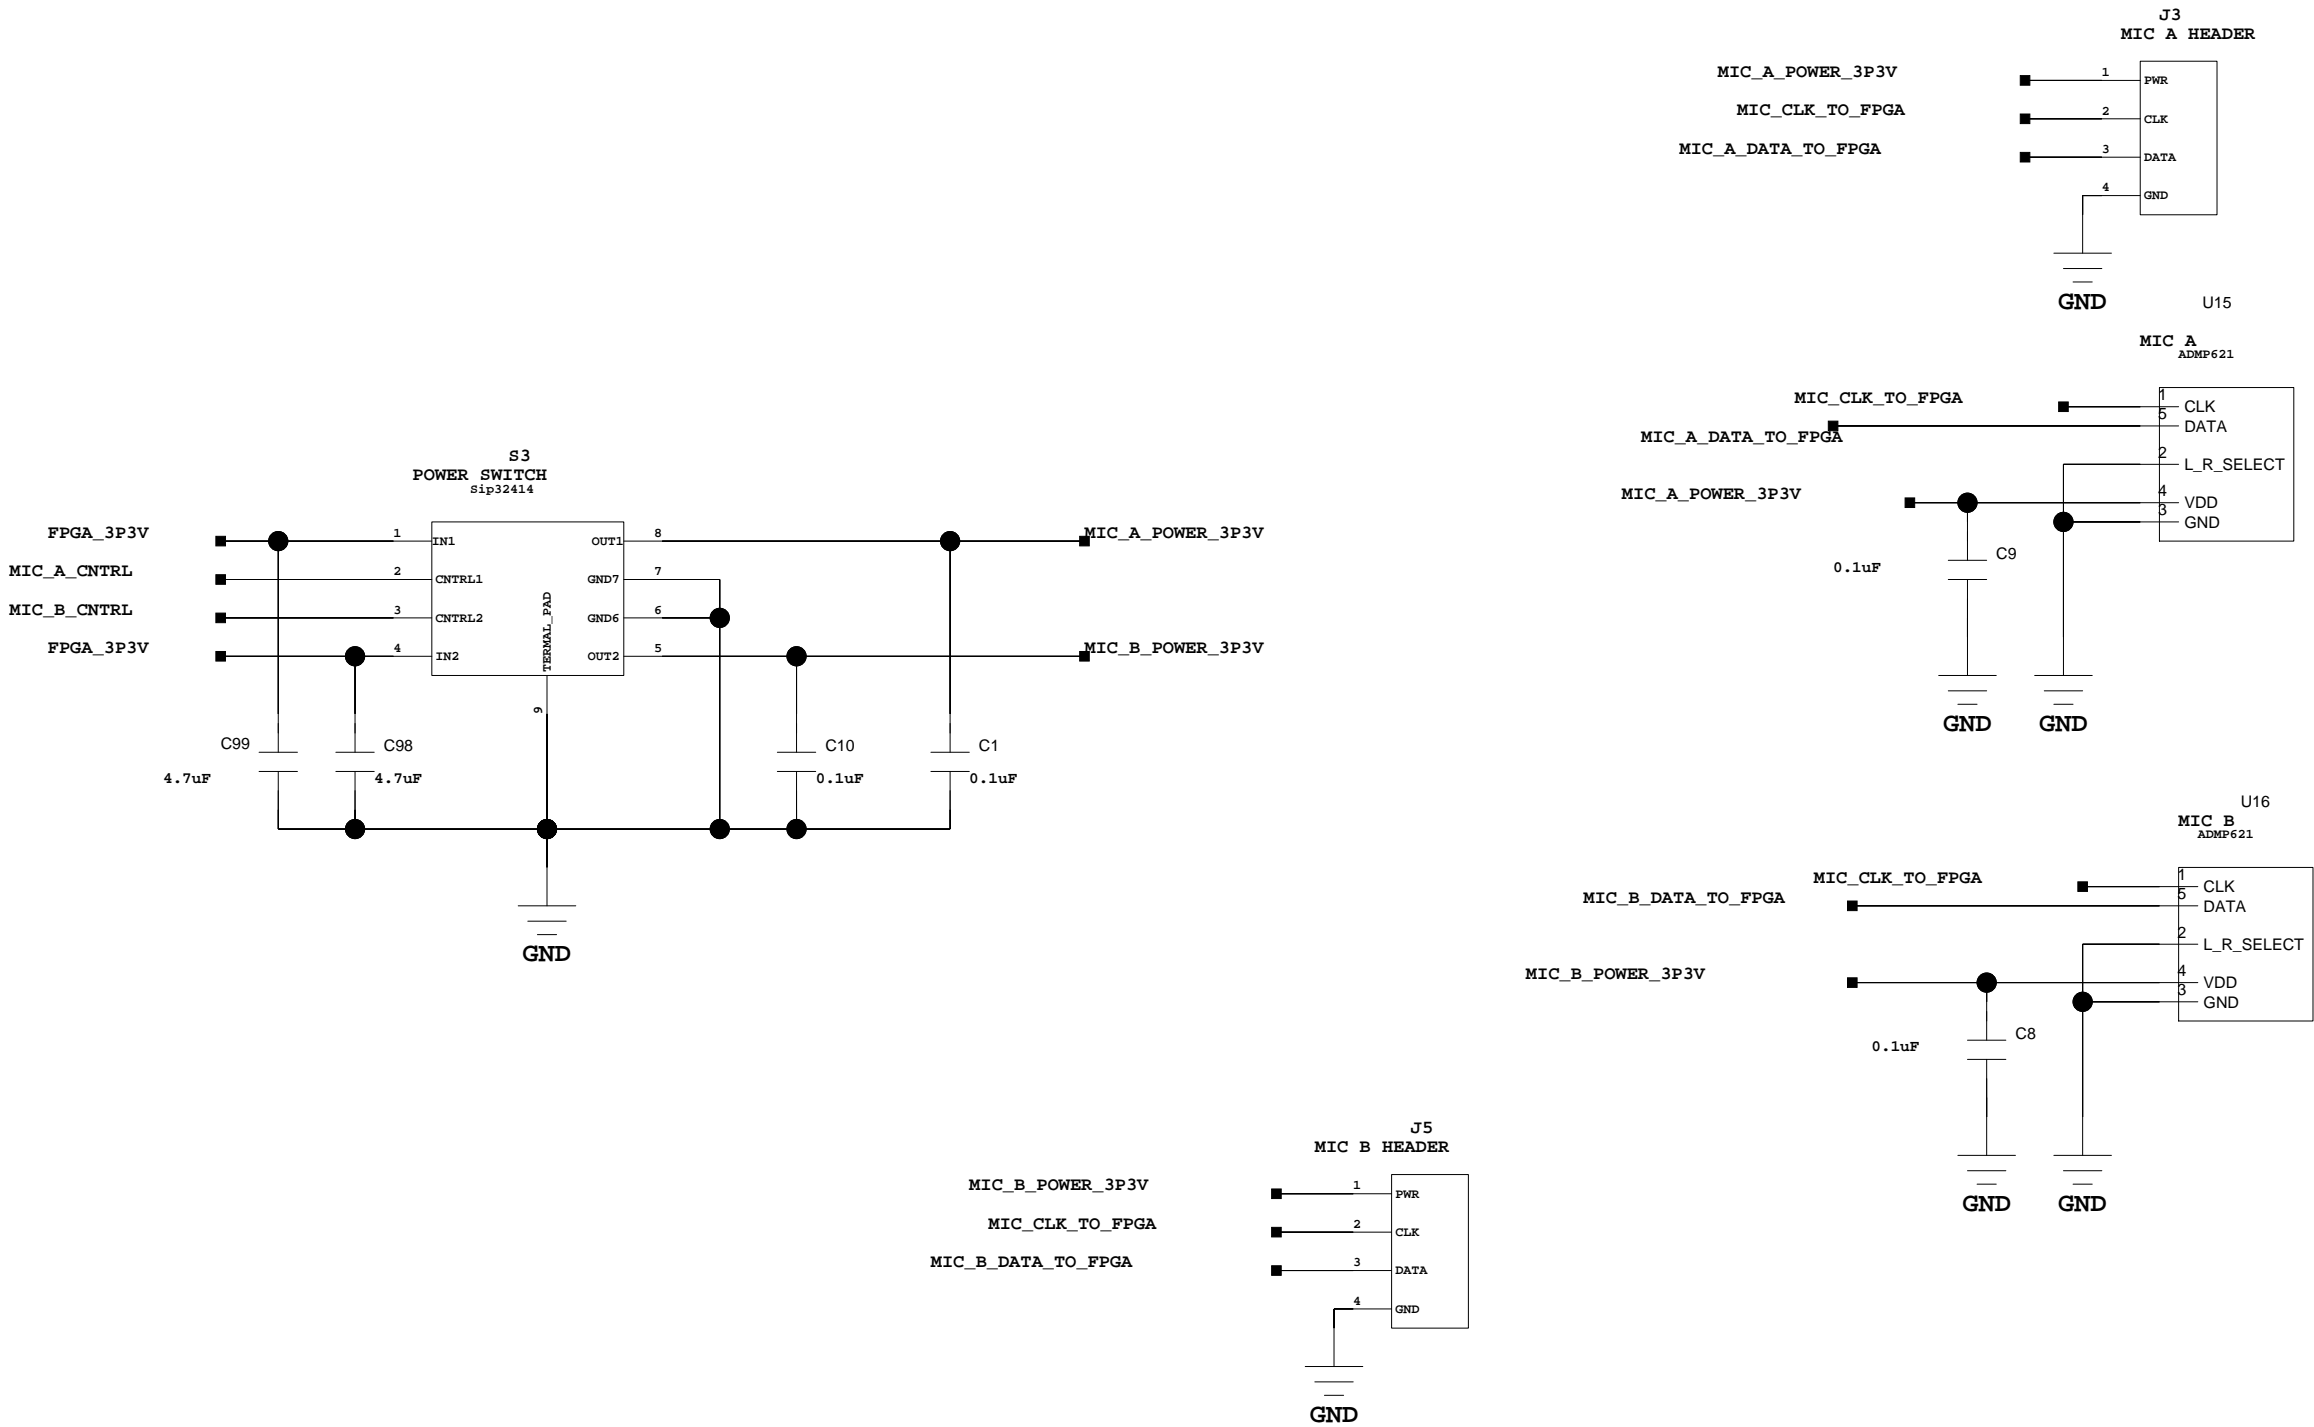 J3
MIC A HEADER
MIC_A_POWER_3P3V
1
PWR
MIC_CLK_TO_FPGA
2
CLK
MIC_A_DATA_TO_FPGA
3
DATA
4
GND
GND
U15
MIC A
ADMP621
MIC_CLK_TO_FPGA
1
CLK
5
DATA
MIC_A_DATA_TO_FPGA
2
L_R_SELECT
MIC_A_POWER_3P3V
4
VDD
3
GND
C9
0.1uF
GND
GND
S3
POWER SWITCH
Sip32414
FPGA_3P3V
1
IN1
OUT1
8
MIC_A_POWER_3P3V
MIC_A_CNTRL
2
CNTRL1
GND7
7
MIC_B_CNTRL
3
CNTRL2
GND6
6
FPGA_3P3V
4
IN2
OUT2
5
MIC_B_POWER_3P3V
TERMAL_PAD
9
C99
4.7uF
C98
4.7uF
C10
0.1uF
C1
0.1uF
GND
U16
MIC B
ADMP621
MIC_CLK_TO_FPGA
1
CLK
MIC_B_DATA_TO_FPGA
5
DATA
2
L_R_SELECT
MIC_B_POWER_3P3V
4
VDD
3
GND
C8
0.1uF
GND
GND
J5
MIC B HEADER
MIC_B_POWER_3P3V
1
PWR
MIC_CLK_TO_FPGA
2
CLK
MIC_B_DATA_TO_FPGA
3
DATA
4
GND
GND